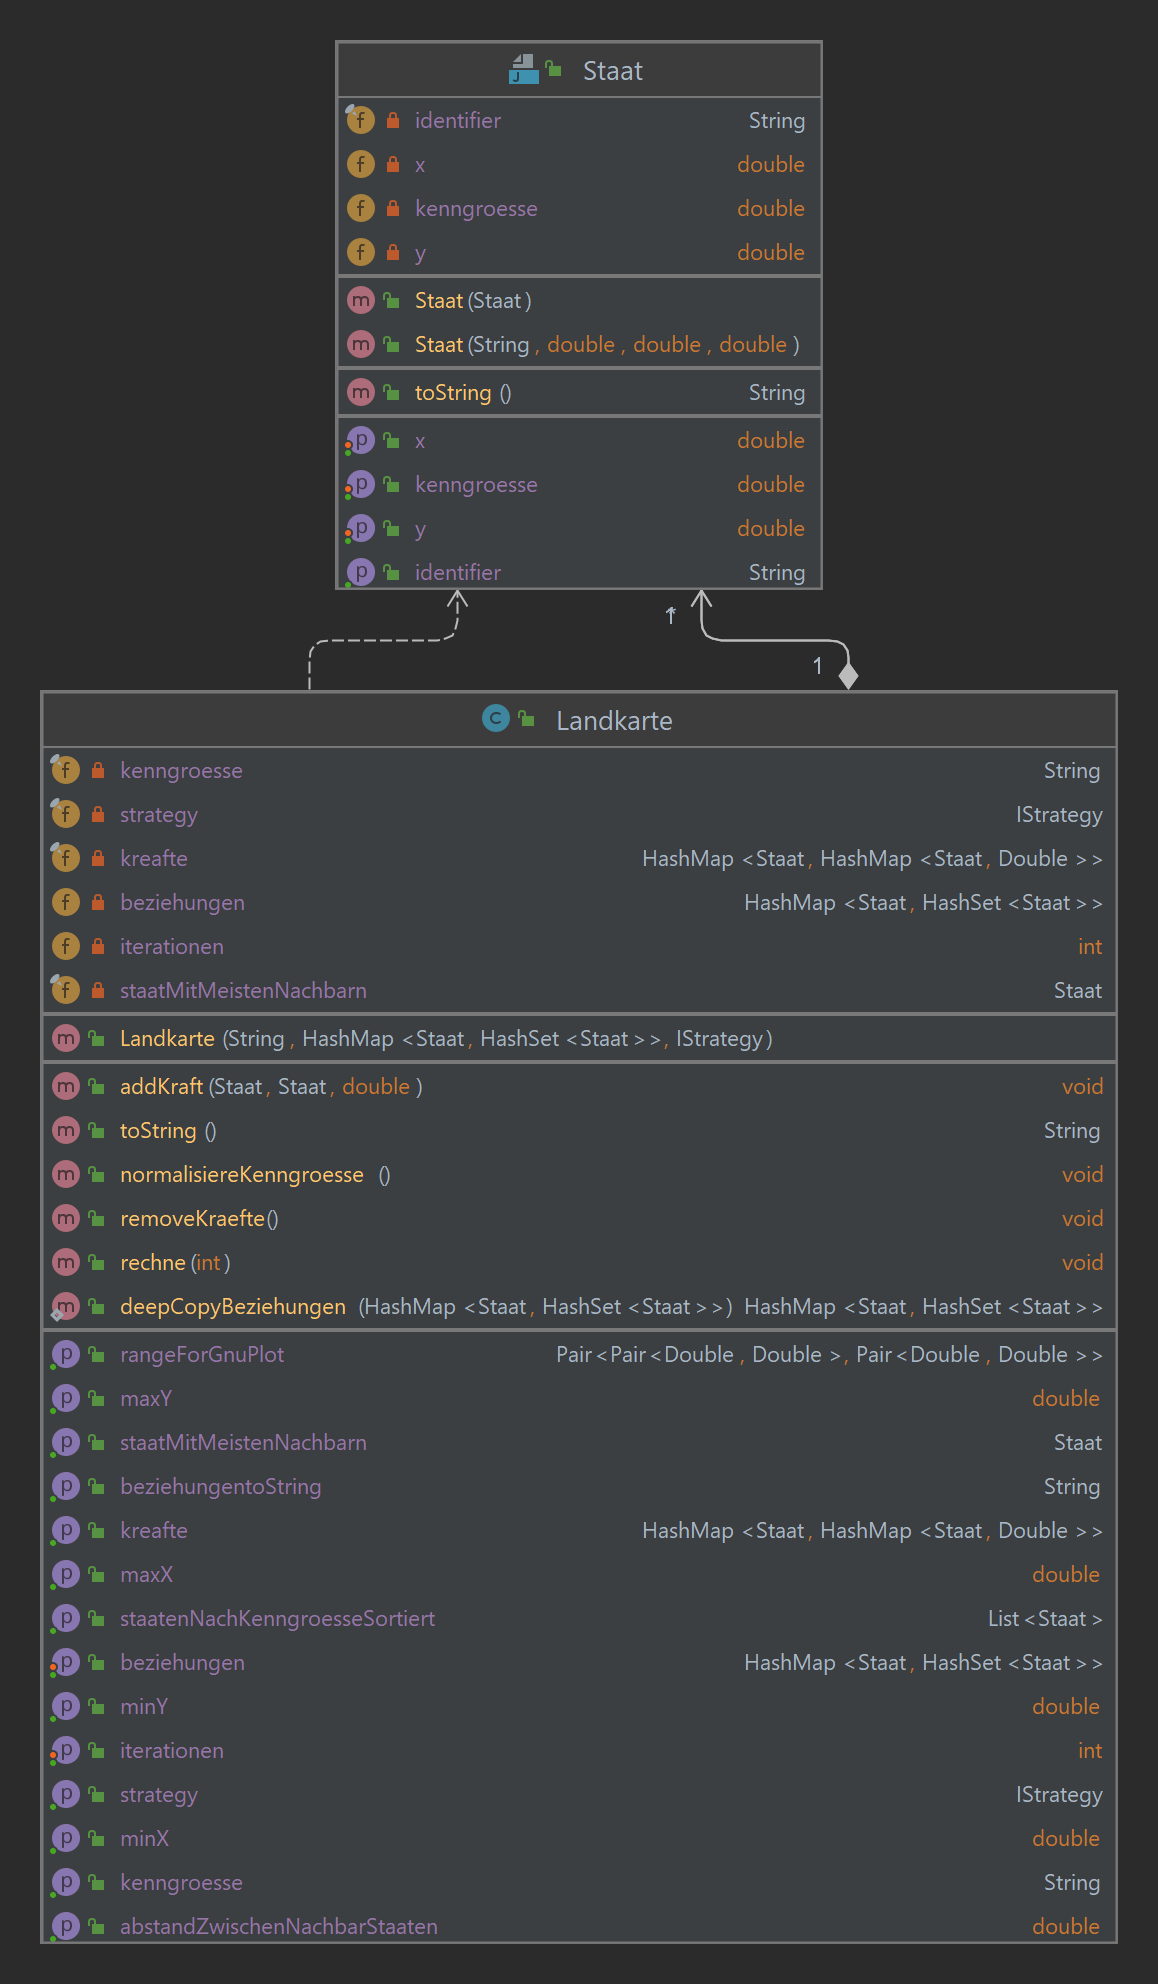 Staat
identifier String
x double
kenngroesse double
y double
Staat(Staat)
Staat(String, double, double, double)
toString() String
x double
kenngroesse double
y double
identifier String
1
Landkarte
kenngroesse String
strategy IStrategy
kreafte HashMap<Staat, HashMap<Staat, Double>>
beziehungen HashMap<Staat, HashSet<Staat>>
iterationen int
staatMitMeistenNachbarn Staat
Landkarte(String, HashMap<Staat, HashSet<Staat>>, IStrategy)
addKraft(Staat, Staat, double) void
toString() String
normalisiereKenngroesse() void
removeKraefte() void
rechne(int) void
deepCopyBeziehungen(HashMap<Staat, HashSet<Staat>>) HashMap<Staat, HashSet<Staat>>
rangeForGnuPlot Pair<Pair<Double, Double>, Pair<Double, Double>>
maxY double
staatMitMeistenNachbarn Staat
beziehungentoString String
kreafte HashMap<Staat, HashMap<Staat, Double>>
maxX double
staatenNachKenngroesseSortiert List<Staat>
beziehungen HashMap<Staat, HashSet<Staat>>
minY double
iterationen int
strategy IStrategy
minX double
kenngroesse String
abstandZwischenNachbarStaaten double